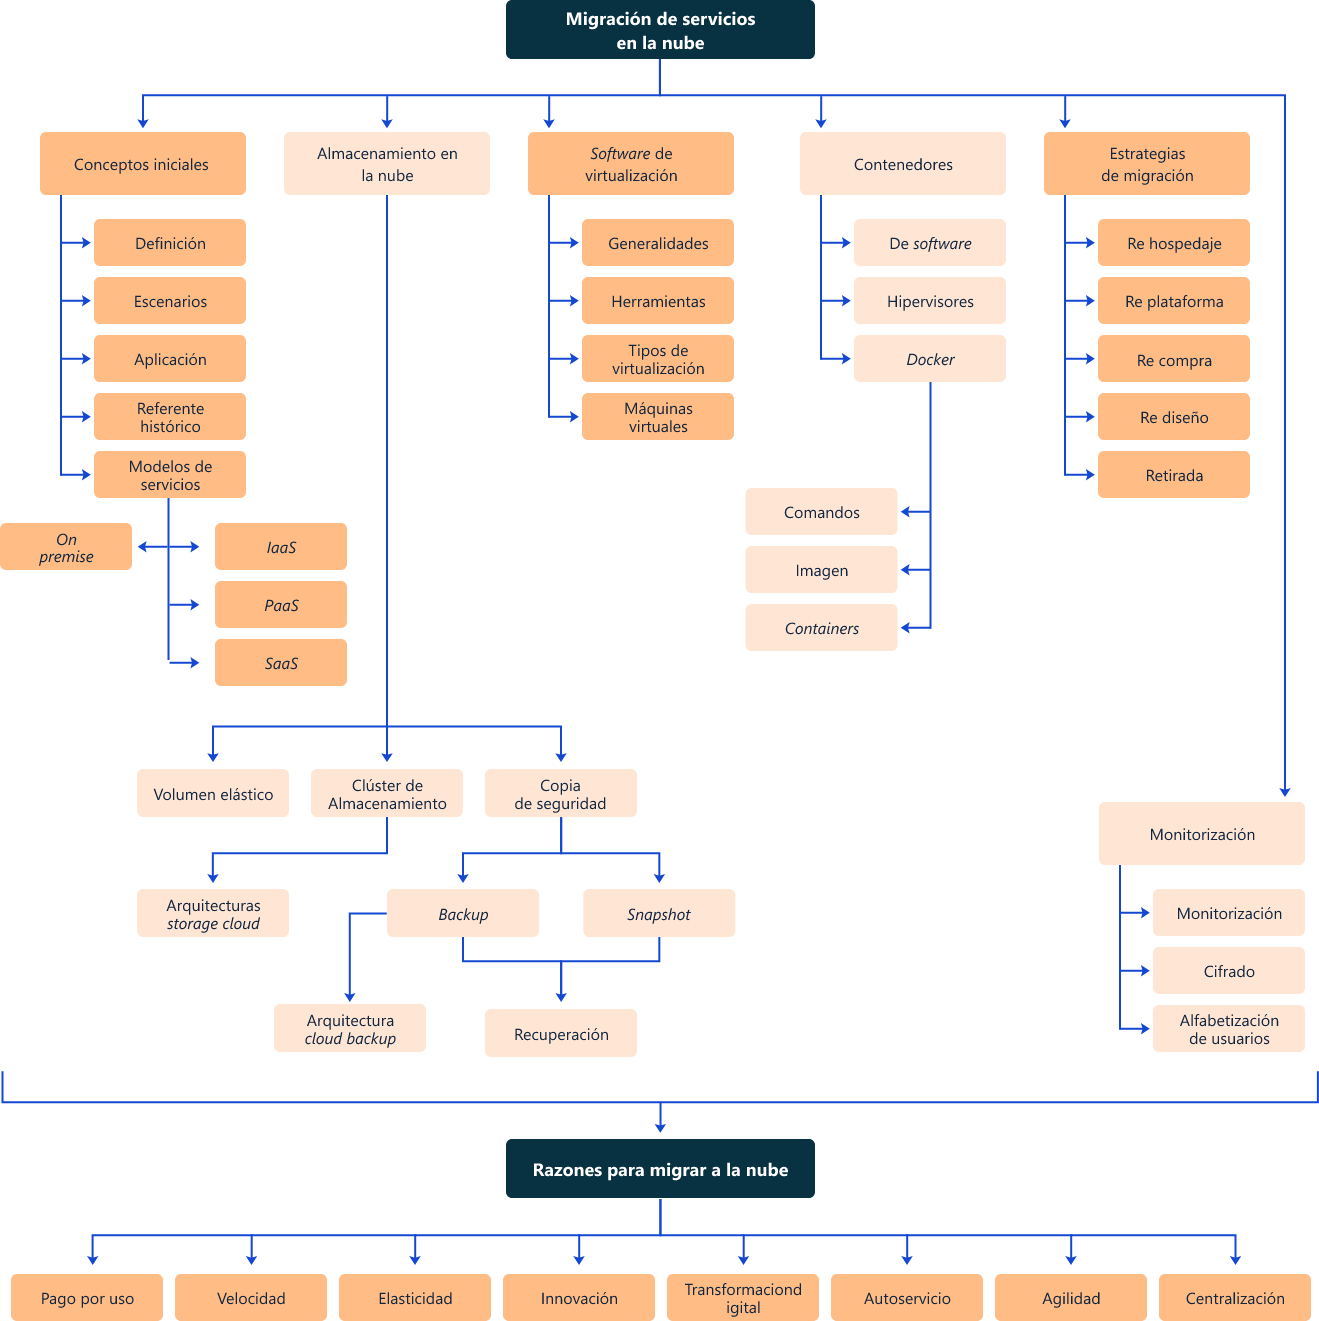 Migración de servicios
en la nube
Conceptos iniciales
Almacenamiento en
la nube
Software de
virtualización
Contenedores
Estrategias
de migración
Definición
Escenarios
Aplicación
Referente
histórico
Modelos de
servicios
On
premise
IaaS
PaaS
SaaS
Generalidades
Herramientas
Tipos de
virtualización
Máquinas
virtuales
De software
Hipervisores
Docker
Comandos
Imagen
Containers
Re hospedaje
Re plataforma
Re compra
Re diseño
Retirada
Volumen elástico
Clúster de
Almacenamiento
Copia
de seguridad
Arquitecturas
storage cloud
Backup
Snapshot
Arquitectura
cloud backup
Recuperación
Monitorización
Monitorización
Cifrado
Alfabetización
de usuarios
Razones para migrar a la nube
Pago por uso
Velocidad
Elasticidad
Innovación
Transformaciond
igital
Autoservicio
Agilidad
Centralización